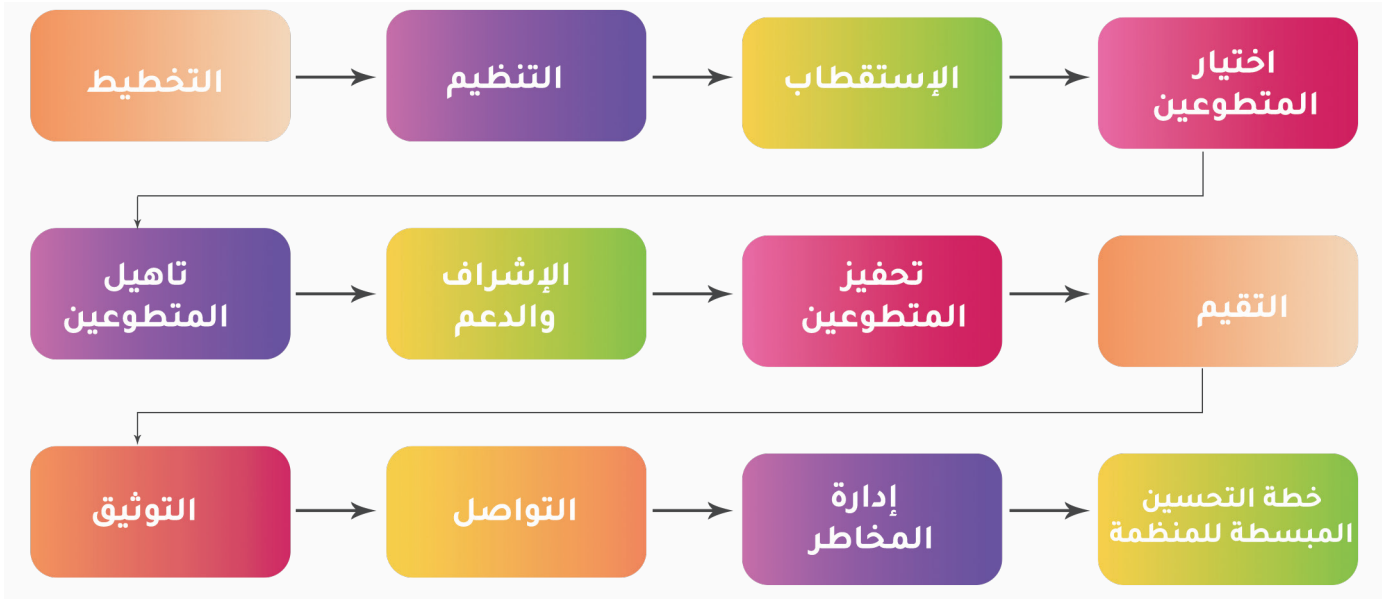 التخطيط
التنظيم
الإستقطاب
اختيار
المتطوعين
تاهيل
المتطوعين
الإشراف
والدعم
تحفيز
المتطوعين
التقيم
التوثيق
التواصل
إدارة
المخاطر
خطة التحسين
المبسطة للمنظمة